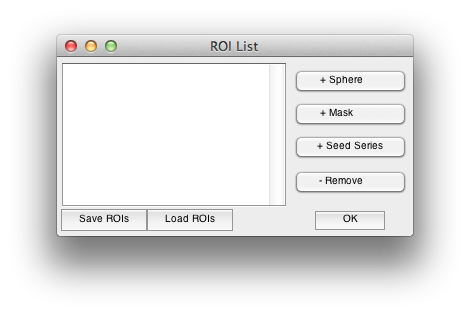 ROI List
+ Sphere
+ Mask
+ Seed Series
- Remove
Save ROIs
Load ROIs
OK